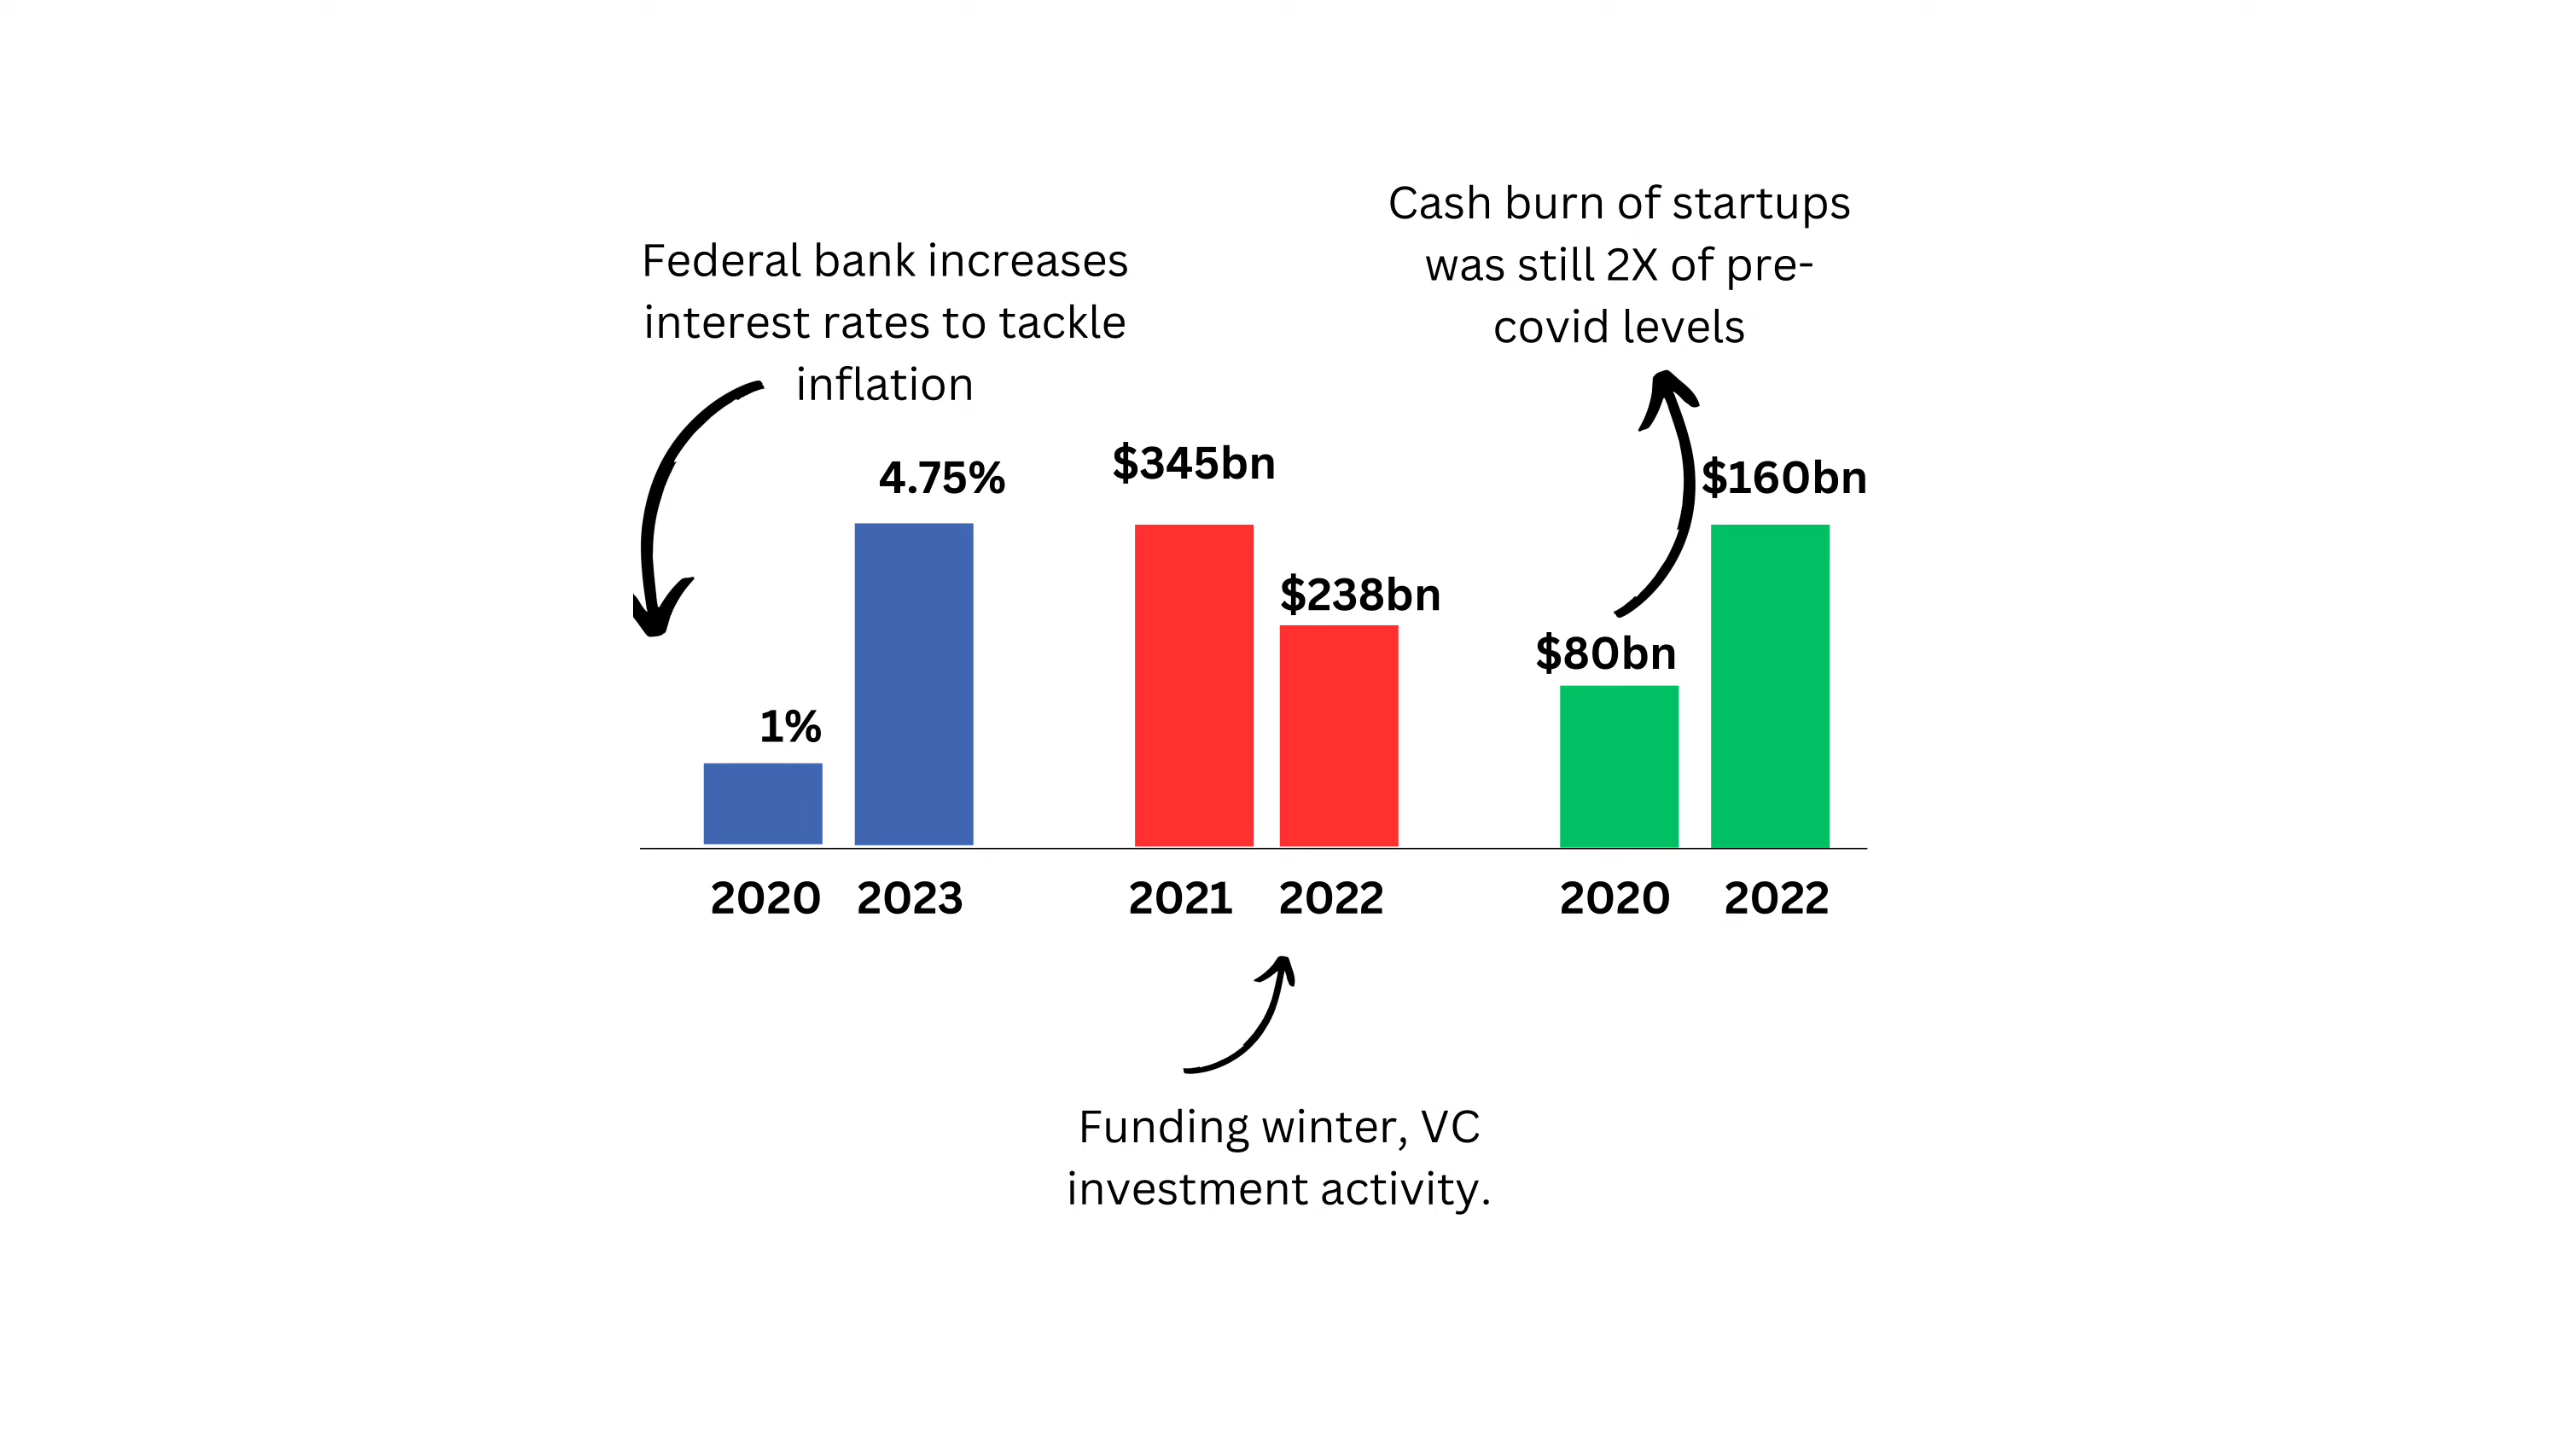 Cash burn of startups
was still 2X of pre-
covid levels
Federal bank increases
interest rates to tackle
inflation
4.75%
$345bn
$160bn
$238bn
$80bn
1%
2020 2023 2021 2022 2020 2022
Funding winter, VC
investment activity.